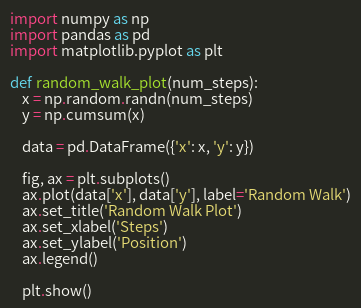 import numpy as np
import pandas as pd
import matplotlib.pyplot as plt

def random_walk_plot(num_steps):
    x = np.random.randn(num_steps)
    y = np.cumsum(x)

    data = pd.DataFrame({'x': x, 'y': y})

    fig, ax = plt.subplots()
    ax.plot(data['x'], data['y'], label='Random Walk')
    ax.set_title('Random Walk Plot')
    ax.set_xlabel('Steps')
    ax.set_ylabel('Position')
    ax.legend()

    plt.show()